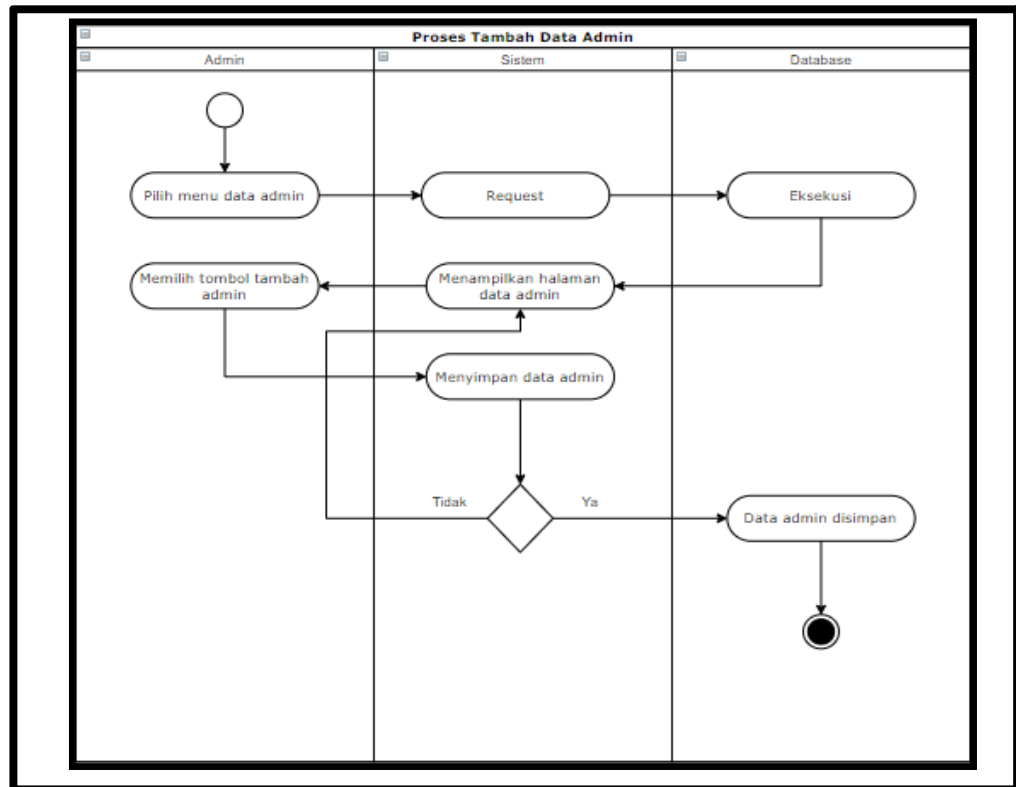 Proses Tambah Data Admin
Admin
Sistem
Database
Pilih menu data admin
Request
Eksekusi
Memilih tombol tambah
admin
Menampilkan halaman
data admin
Menyimpan data admin
Tidak
Ya
Data admin disimpan